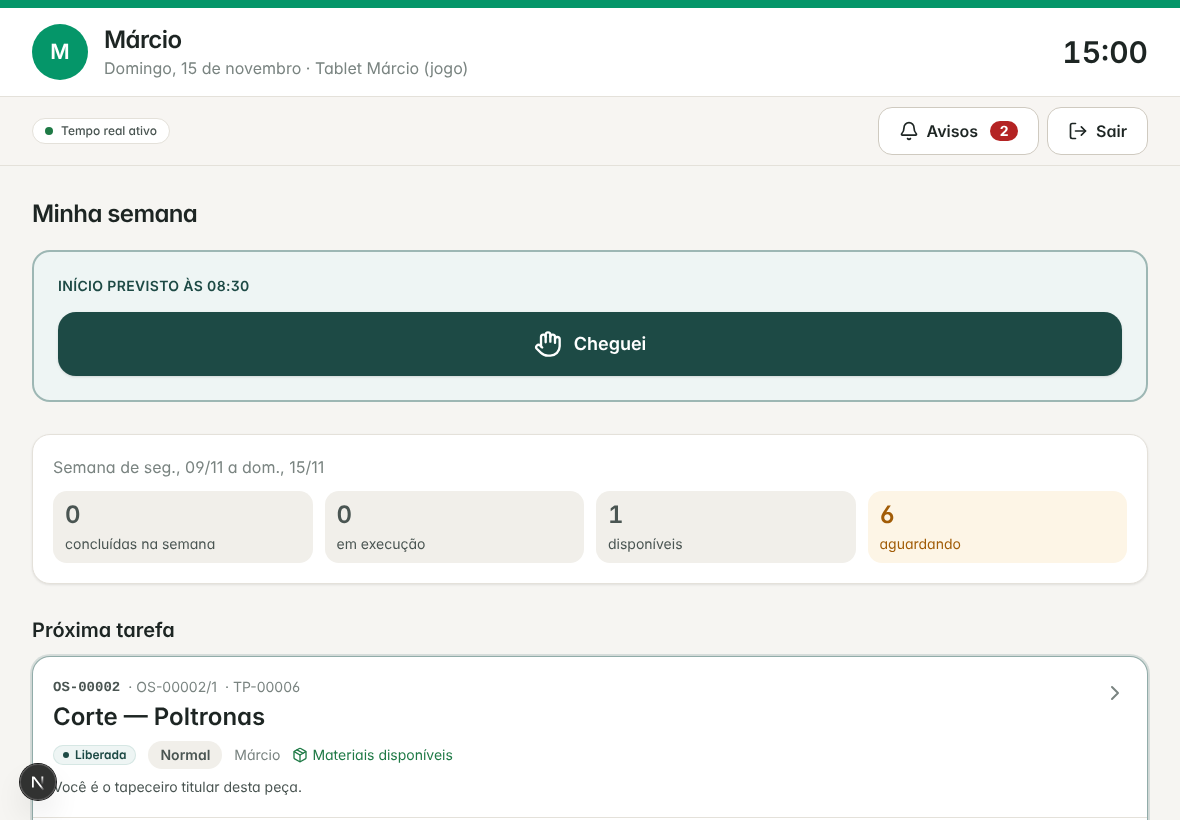 M
Márcio
Domingo, 15 de novembro · Tablet Márcio (jogo)
15:00
Tempo real ativo
Avisos 2
Sair
Minha semana
INÍCIO PREVISTO ÀS 08:30
Cheguei
Semana de seg., 09/11 a dom., 15/11
0
concluídas na semana
0
em execução
1
disponíveis
6
aguardando
Próxima tarefa
OS-00002 · OS-00002/1 · TP-00006
Corte — Poltronas
Liberada Normal Márcio Materiais disponíveis
N
Você é o tapeceiro titular desta peça.